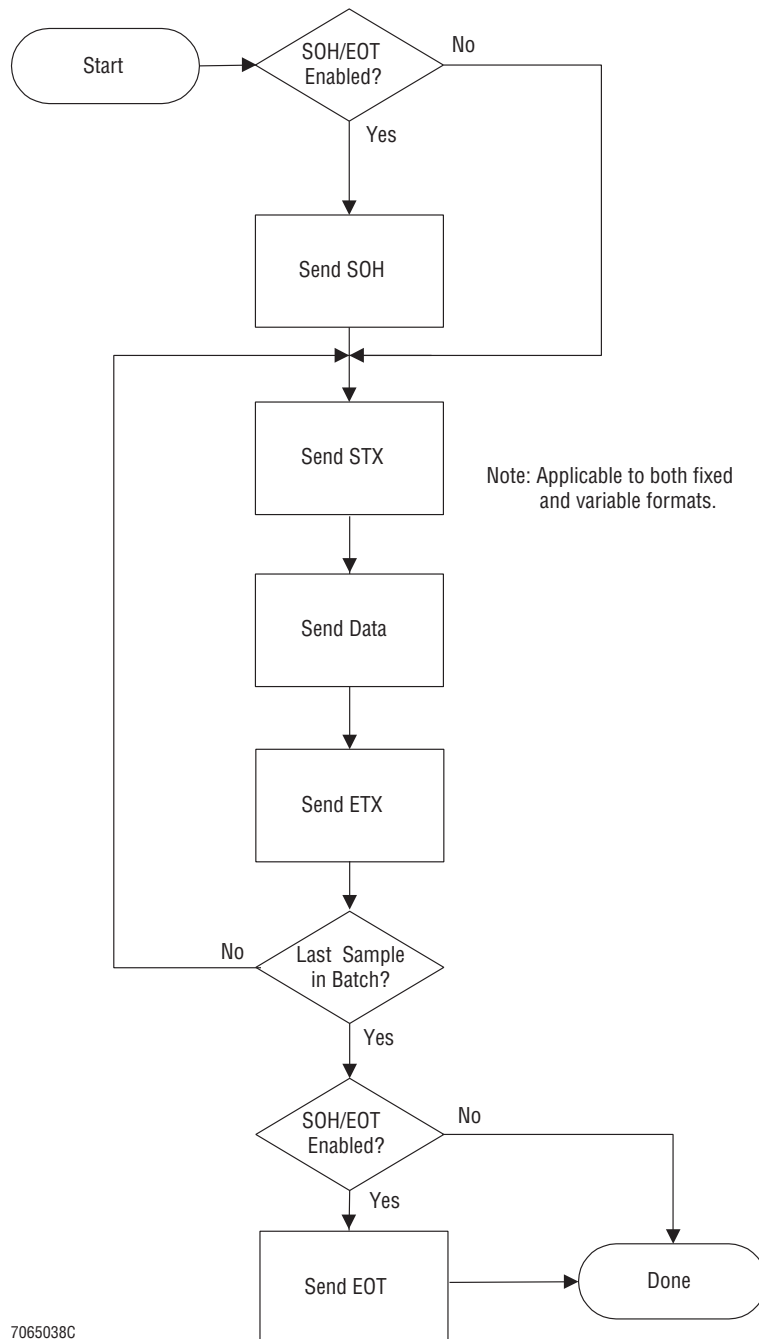 Start
SOH/EOT
Enabled?
No
Yes
Send SOH
Send STX
Note: Applicable to both fixed
and variable formats.
Send Data
Send ETX
Last Sample
in Batch?
No
Yes
SOH/EOT
Enabled?
No
Yes
Send EOT
Done
7065038C